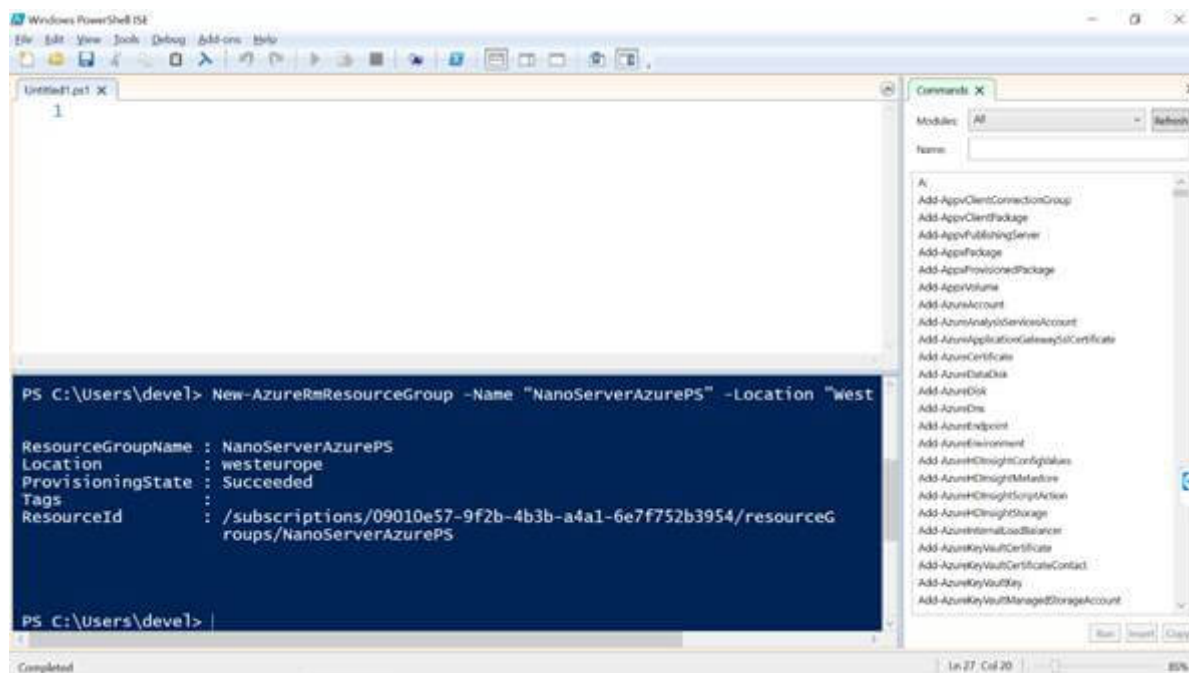 Windows PowerShell ISE
File Edit View Tools Debug Add-ons Help
Untitled1.ps1 X
1
PS C:\Users\devel> New-AzureRmResourceGroup -Name "NanoServerAzurePS" -Location "West
ResourceGroupName : NanoServerAzurePS
Location : westeurope
ProvisioningState : Succeeded
Tags :
ResourceId : /subscriptions/09010e57-9f2b-4b3b-a4a1-6e7f752b3954/resourceG
roups/NanoServerAzurePS
PS C:\Users\devel>
Completed
Ln 27 Col 20
85%
Commands X
Modules: All
Refresh
Name:
A:
Add-AppvClientConnectionGroup
Add-AppvClientPackage
Add-AppvPublishingServer
Add-AppxPackage
Add-AppxProvisionedPackage
Add-AppxVolume
Add-AzureAccount
Add-AzureAnalysisServicesAccount
Add-AzureApplicationGatewaySslCertificate
Add-AzureCertificate
Add-AzureDataDisk
Add-AzureDisk
Add-AzureDns
Add-AzureEndpoint
Add-AzureEnvironment
Add-AzureHDInsightConfigValues
Add-AzureHDInsightMetastore
Add-AzureHDInsightScriptAction
Add-AzureHDInsightStorage
Add-AzureInternalLoadBalancer
Add-AzureKeyVaultCertificate
Add-AzureKeyVaultCertificateContact
Add-AzureKeyVaultKey
Add-AzureKeyVaultManagedStorageAccount
Run Insert Copy